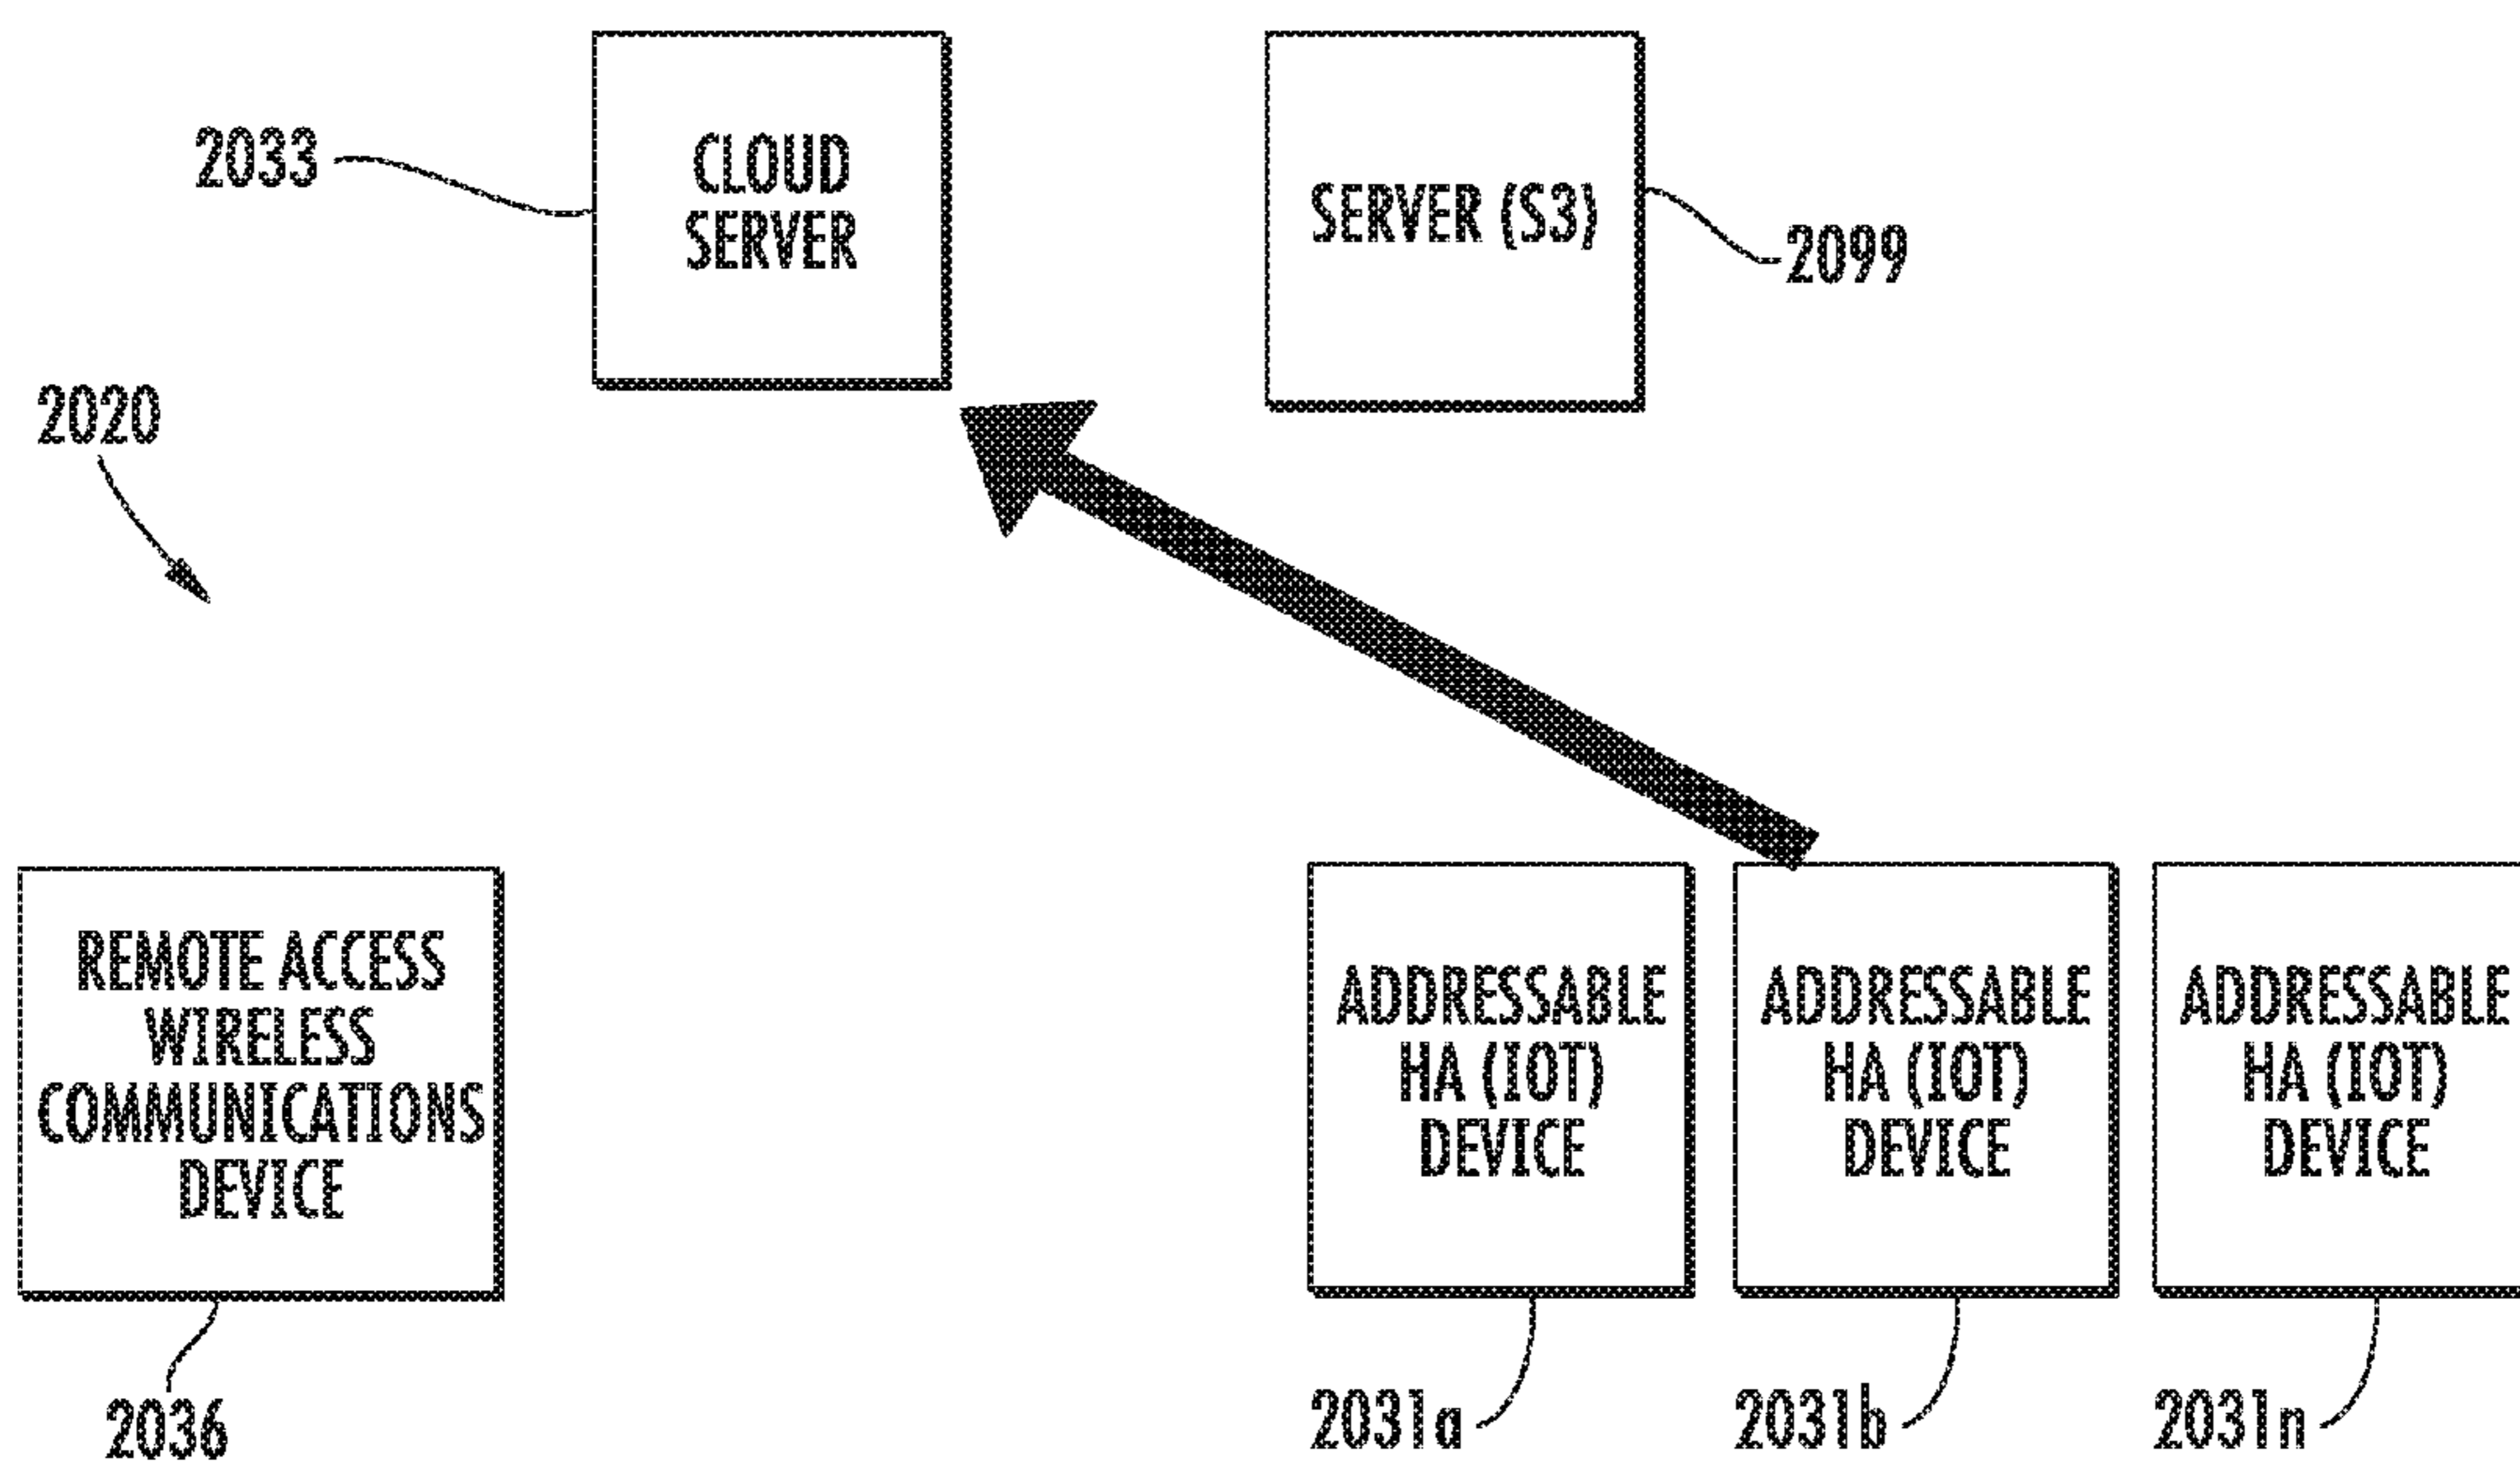 2033
CLOUD
SERVER
SERVER (S3)
2099
2020
REMOTE ACCESS
WIRELESS
COMMUNICATIONS
DEVICE
ADDRESSABLE
HA (IOT)
DEVICE
ADDRESSABLE
HA (IOT)
DEVICE
ADDRESSABLE
HA (IOT)
DEVICE
2036
2031a
2031b
2031n